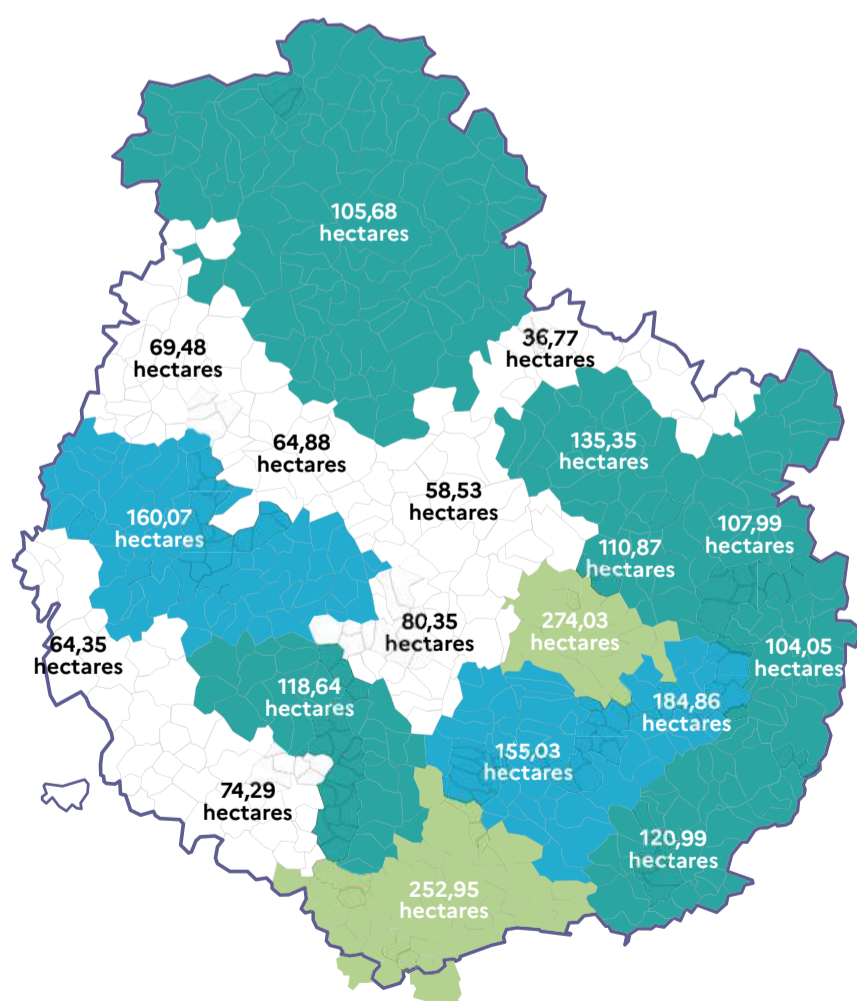 105,68
hectares
36,77
hectares
69,48
hectares
135,35
hectares
64,88
hectares
58,53
hectares
160,07
hectares
107,99
hectares
110,87
hectares
80,35
hectares
274,03
hectares
64,35
hectares
104,05
hectares
118,64
hectares
184,86
hectares
155,03
hectares
74,29
hectares
120,99
hectares
252,95
hectares